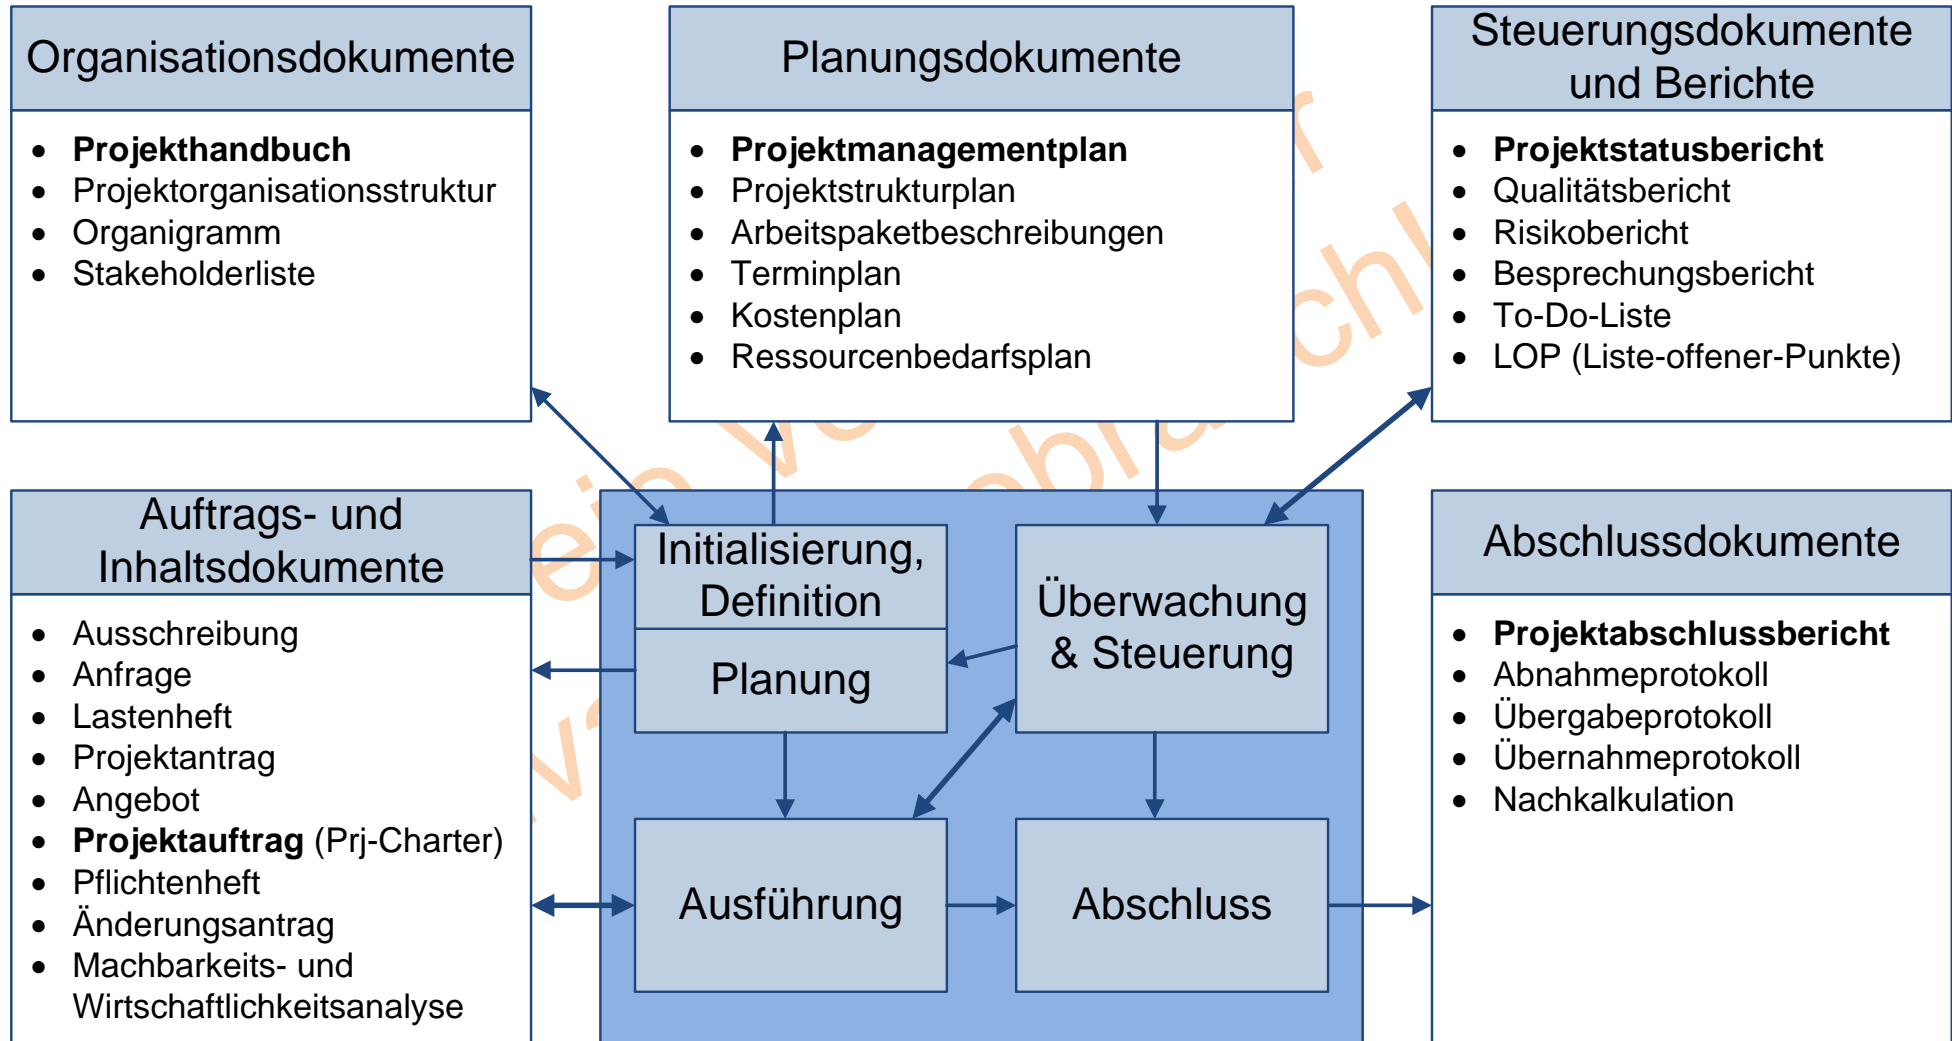 Organisationsdokumente
• Projekthandbuch
• Projektorganisationsstruktur
• Organigramm
• Stakeholderliste
Planungsdokumente
• Projektmanagementplan
• Projektstrukturplan
• Arbeitspaketbeschreibungen
• Terminplan
• Kostenplan
• Ressourcenbedarfsplan
Steuerungsdokumente
und Berichte
• Projektstatusbericht
• Qualitätsbericht
• Risikobericht
• Besprechungsbericht
• To-Do-Liste
• LOP (Liste-offener-Punkte)
Auftrags- und
Inhaltsdokumente
• Ausschreibung
• Anfrage
• Lastenheft
• Projektantrag
• Angebot
• Projektauftrag (Prj-Charter)
• Pflichtenheft
• Änderungsantrag
• Machbarkeits- und
Wirtschaftlichkeitsanalyse
Initialisierung,
Definition
Planung
Überwachung
& Steuerung
Ausführung
Abschluss
Abschlussdokumente
• Projektabschlussbericht
• Abnahmeprotokoll
• Übergabeprotokoll
• Übernahmeprotokoll
• Nachkalkulation